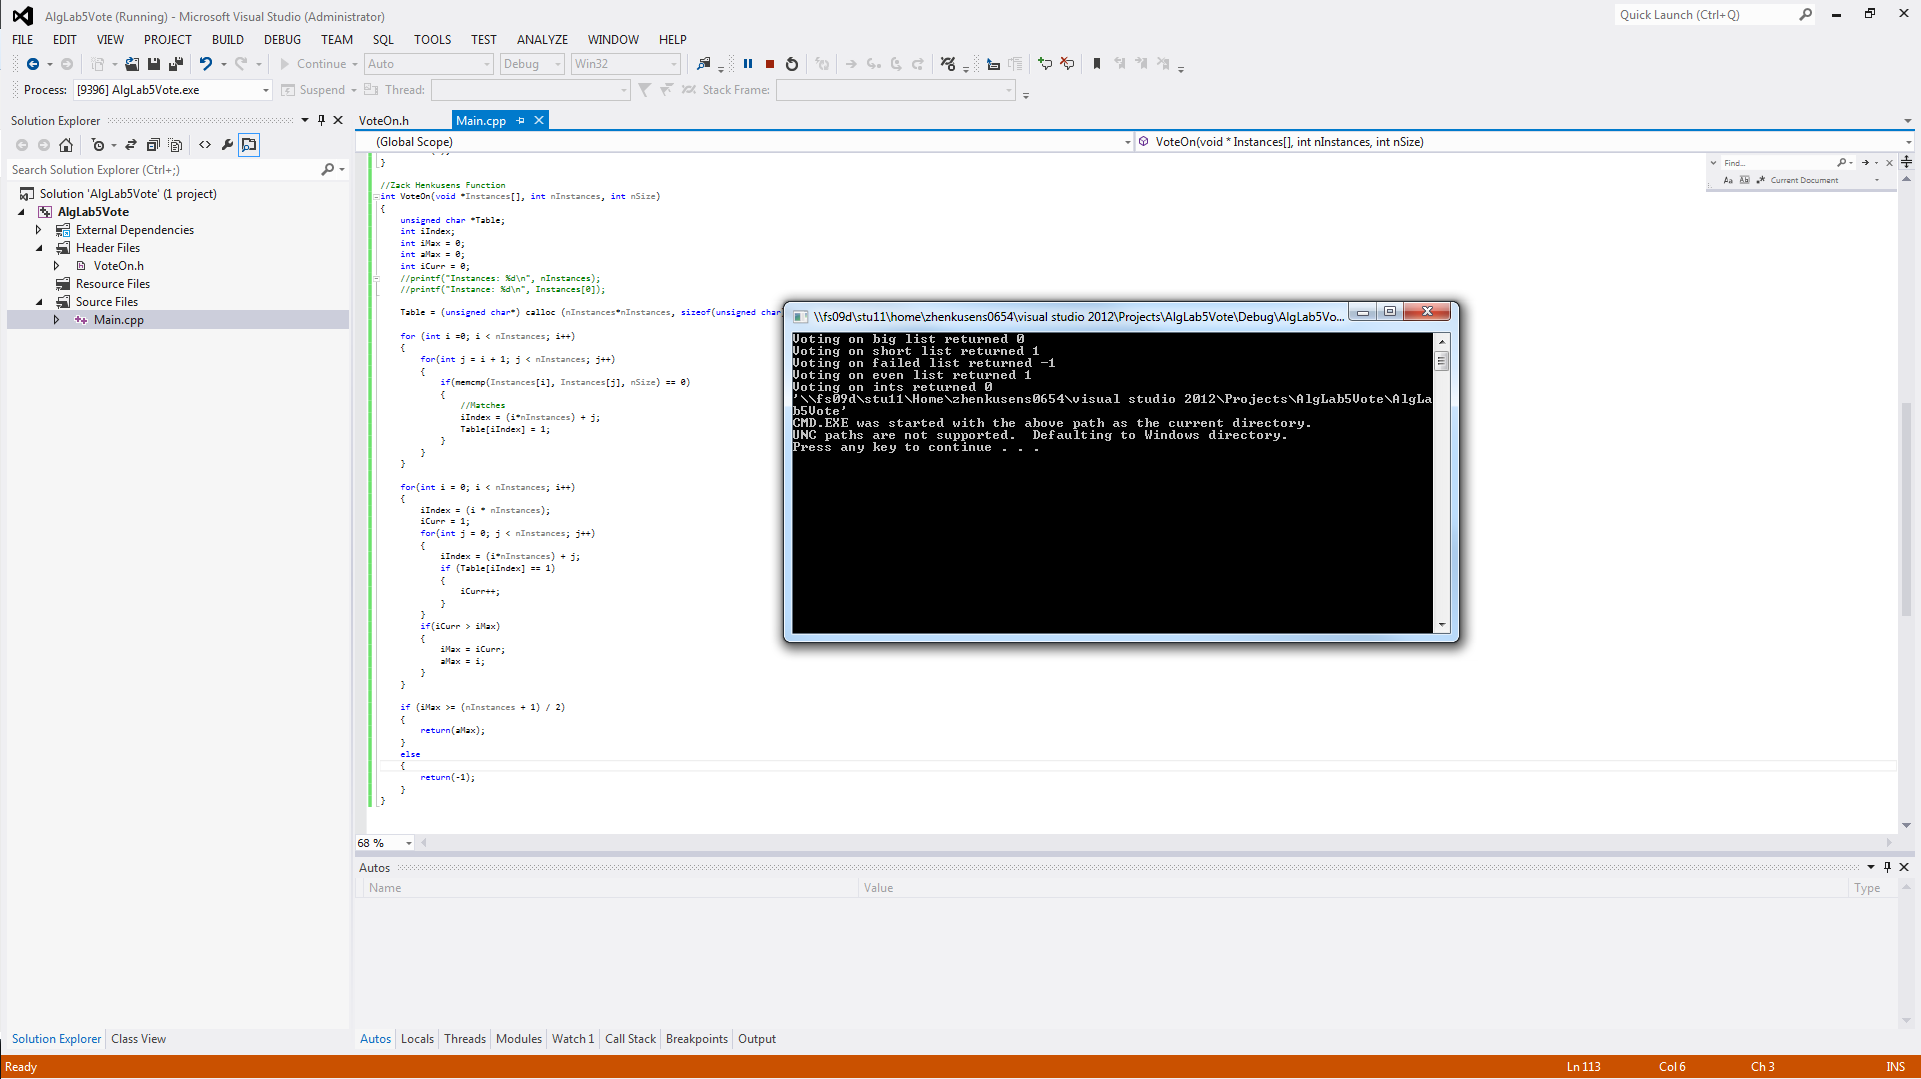 AlgLab5Vote (Running) - Microsoft Visual Studio (Administrator)
Quick Launch (Ctrl+Q)
FILE EDIT VIEW PROJECT BUILD DEBUG TEAM SQL TOOLS TEST ANALYZE WINDOW HELP
Continue Auto Debug Win32
Process: [9396] AlgLab5Vote.exe Suspend Thread: Stack Frame:
Solution Explorer
Search Solution Explorer (Ctrl+;)
Solution 'AlgLab5Vote' (1 project)
AlgLab5Vote
External Dependencies
Header Files
VoteOn.h
Resource Files
Source Files
Main.cpp
Solution Explorer Class View
VoteOn.h Main.cpp
(Global Scope) VoteOn(void * Instances[], int nInstances, int nSize)
Find...
Aa Current Document
}
//Zack Henkusens Function
int VoteOn(void *Instances[], int nInstances, int nSize)
{
unsigned char *Table;
int iIndex;
int iMax = 0;
int aMax = 0;
int iCurr = 0;
//printf("Instances: %d\n", nInstances);
//printf("Instance: %d\n", Instances[0]);
Table = (unsigned char*) calloc (nInstances*nInstances, sizeof(unsigned char
for (int i =0; i < nInstances; i++)
{
for(int j = i + 1; j < nInstances; j++)
{
if(memcmp(Instances[i], Instances[j], nSize) == 0)
{
//Matches
iIndex = (i*nInstances) + j;
Table[iIndex] = 1;
}
}
}
for(int i = 0; i < nInstances; i++)
{
iIndex = (i * nInstances);
iCurr = 1;
for(int j = 0; j < nInstances; j++)
{
iIndex = (i*nInstances) + j;
if (Table[iIndex] == 1)
{
iCurr++;
}
}
if(iCurr > iMax)
{
iMax = iCurr;
aMax = i;
}
}
if (iMax >= (nInstances + 1) / 2)
{
return(aMax);
}
else
{
return(-1);
}
}
68 %
\\fs09d\stu11\home\zhenkusens0654\visual studio 2012\Projects\AlgLab5Vote\Debug\AlgLab5Vo...
Voting on big list returned 0
Voting on short list returned 1
Voting on failed list returned -1
Voting on even list returned 1
Voting on ints returned 0
'\\fs09d\stu11\Home\zhenkusens0654\visual studio 2012\Projects\AlgLab5Vote\AlgLa
b5Vote'
CMD.EXE was started with the above path as the current directory.
UNC paths are not supported.  Defaulting to Windows directory.
Press any key to continue . . .
Autos
Name Value Type
Autos Locals Threads Modules Watch 1 Call Stack Breakpoints Output
Ready Ln 113 Col 6 Ch 3 INS